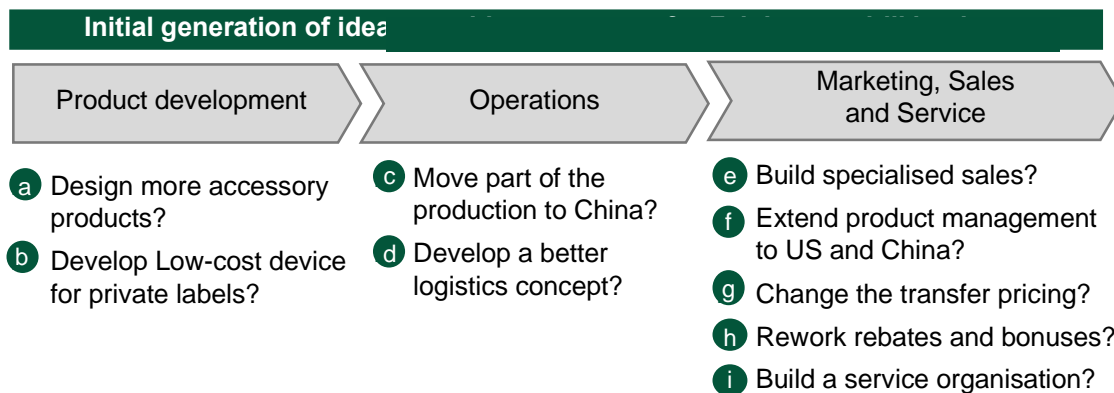 Initial generation of
Product development
Operations
Marketing, Sales
and Service
a Design more accessory
products?
b Develop Low-cost device
for private labels?
c Move part of the
production to China?
d Develop a better
logistics concept?
e Build specialised sales?
f Extend product management
to US and China?
g Change the transfer pricing?
h Rework rebates and bonuses?
i Build a service organisation?